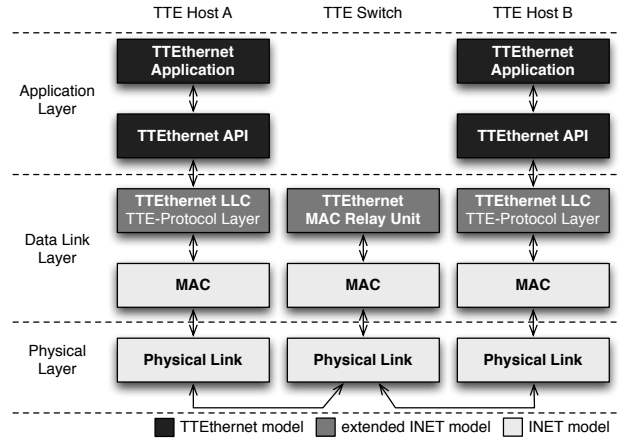 TTE Host A TTE Switch TTE Host B
TTEthernet Application TTEthernet Application
Application Layer
TTEthernet API TTEthernet API
TTEthernet LLC TTE-Protocol Layer TTEthernet MAC Relay Unit TTEthernet LLC TTE-Protocol Layer
Data Link Layer
MAC MAC MAC
Physical Layer
Physical Link Physical Link Physical Link
TTEthernet model extended INET model INET model